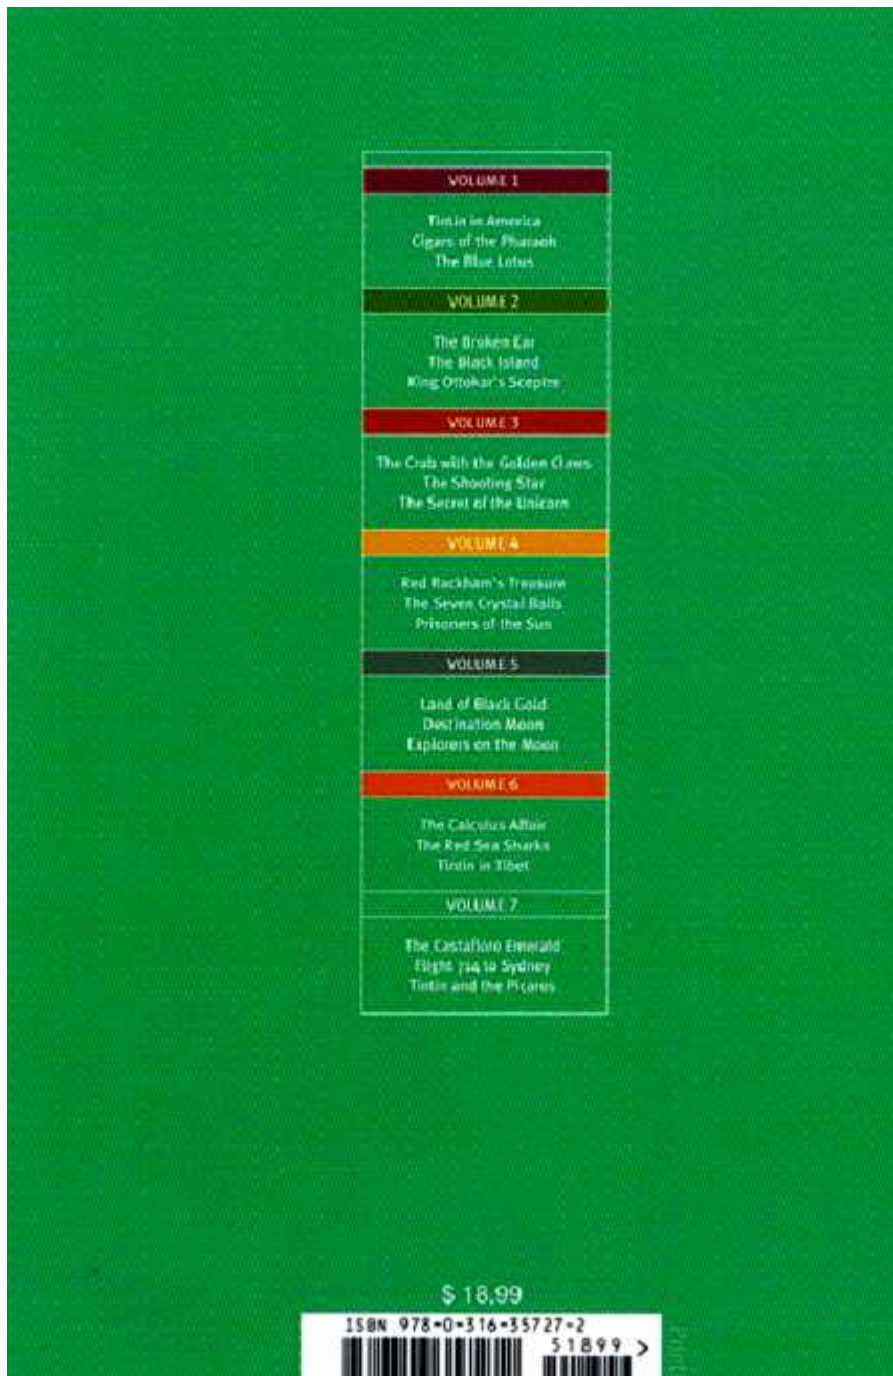 VOLUME 1
Tintin in America
Cigars of the Pharaoh
The Blue Lotus
VOLUME 2
The Broken Ear
The Black Island
King Ottokar's Sceptre
VOLUME 3
The Crab with the Golden Claws
The Shooting Star
The Secret of the Unicorn
VOLUME 4
Red Rackham's Treasure
The Seven Crystal Balls
Prisoners of the Sun
VOLUME 5
Land of Black Gold
Destination Moon
Explorers on the Moon
VOLUME 6
The Calculus Affair
The Red Sea Sharks
Tintin in Tibet
VOLUME 7
The Castafiore Emerald
Flight 714 to Sydney
Tintin and the Picaros
$ 18,99
ISBN 978-0-316-35727-2
51899 >